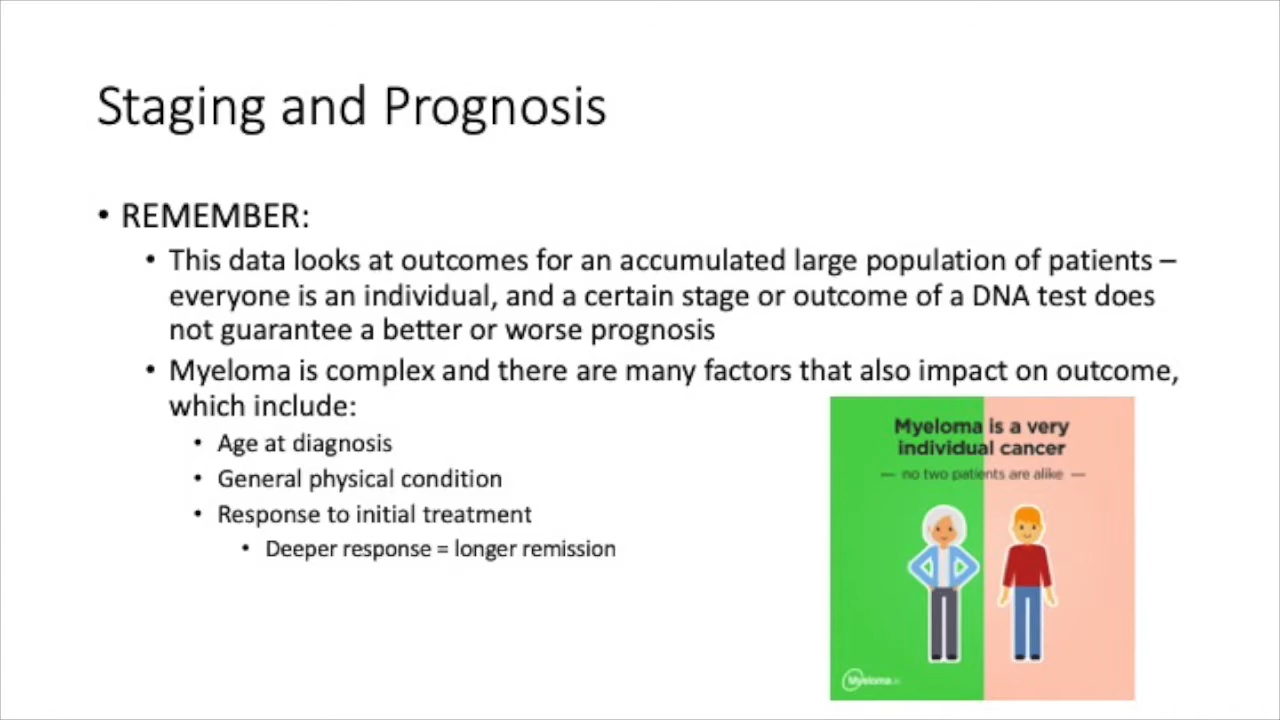 Staging and Prognosis
• REMEMBER:
• This data looks at outcomes for an accumulated large population of patients –
everyone is an individual, and a certain stage or outcome of a DNA test does
not guarantee a better or worse prognosis
• Myeloma is complex and there are many factors that also impact on outcome,
which include:
• Age at diagnosis
• General physical condition
• Response to initial treatment
• Deeper response = longer remission
Myeloma is a very
individual cancer
— no two patients are alike —
Myeloma